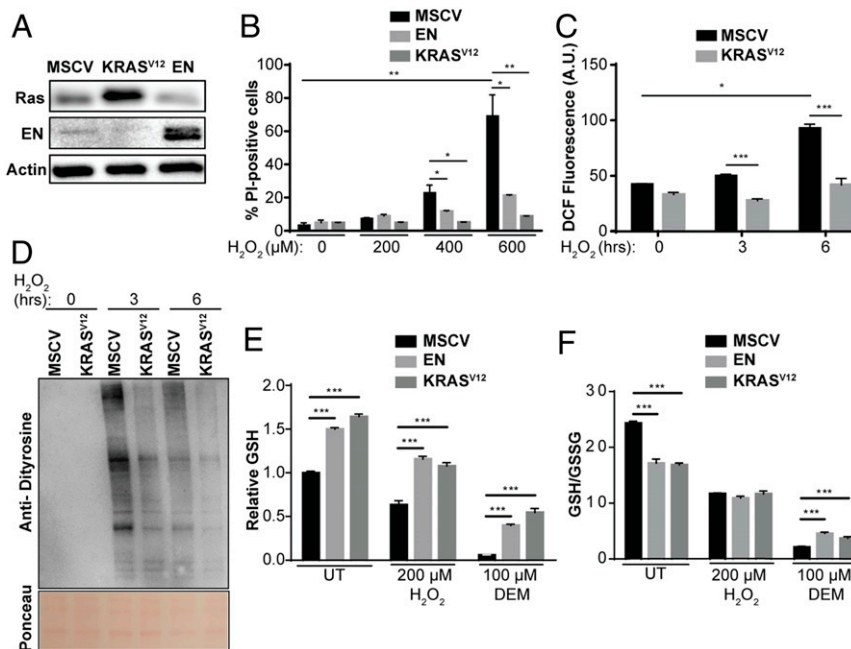 A
MSCV KRASV12 EN
Ras
EN
Actin
B
MSCV
EN
KRASV12
% PI-positive cells
100
80
60
40
20
0
**
*
*
*
**
H2O2(µM): 0 200 400 600
C
MSCV
KRASV12
DCF Fluorescence (A.U.)
150
100
50
0
*
***
***
H2O2(hrs): 0 3 6
D
H2O2
(hrs): 0 3 6
MSCV
KRASV12
MSCV
KRASV12
MSCV
KRASV12
Anti- Dityrosine
Ponceau
E
MSCV
EN
KRASV12
Relative GSH
2.0
1.5
1.0
0.5
0.0
***
***
***
***
***
***
UT 200 µM 100 µM
H2O2 DEM
F
MSCV
EN
KRASV12
GSH/GSSG
30
20
10
0
***
***
***
***
UT 200 µM 100 µM
H2O2 DEM